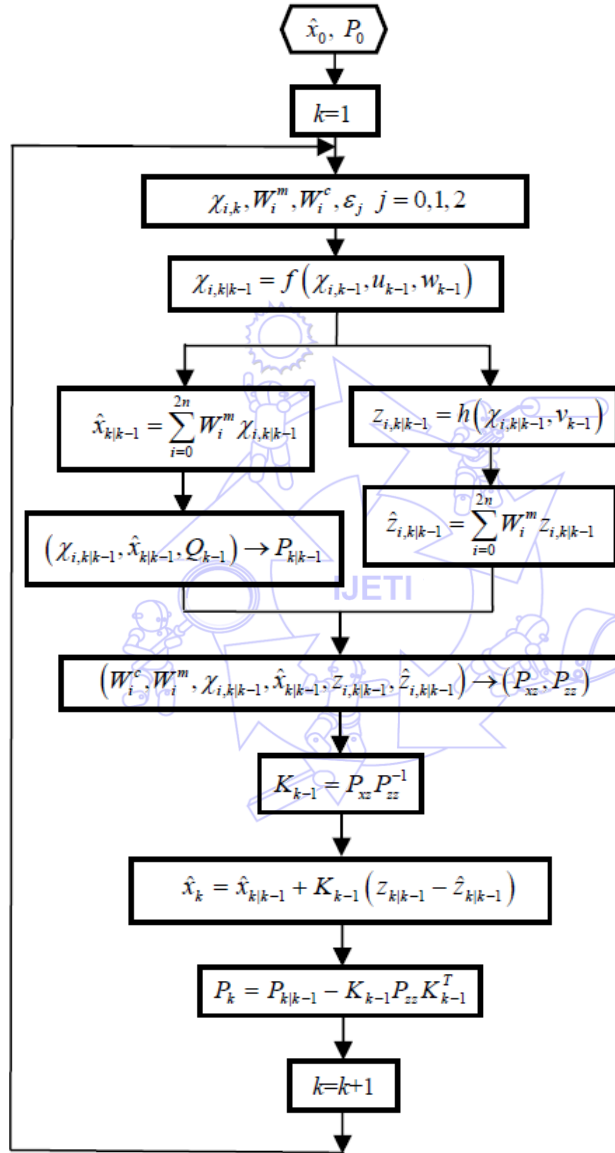 x̂₀, P₀
k=1
χ_{i,k}, W_i^m, W_i^c, ε_j  j = 0,1,2
χ_{i,k|k−1} = f(χ_{i,k−1}, u_{k−1}, w_{k−1})
x̂_{k|k−1} = ∑_{i=0}^{2n} W_i^m χ_{i,k|k−1}
z_{i,k|k−1} = h(χ_{i,k|k−1}, v_{k−1})
(χ_{i,k|k−1}, x̂_{k|k−1}, Q_{k−1}) → P_{k|k−1}
ẑ_{i,k|k−1} = ∑_{i=0}^{2n} W_i^m z_{i,k|k−1}
IJETI
(W_i^c, W_i^m, χ_{i,k|k−1}, x̂_{k|k−1}, z_{i,k|k−1}, ẑ_{i,k|k−1}) → (P_{xz}, P_{zz})
K_{k−1} = P_{xz} P_{zz}^{−1}
x̂_k = x̂_{k|k−1} + K_{k−1}(z_{k|k−1} − ẑ_{k|k−1})
P_k = P_{k|k−1} − K_{k−1} P_{zz} K_{k−1}^T
k=k+1